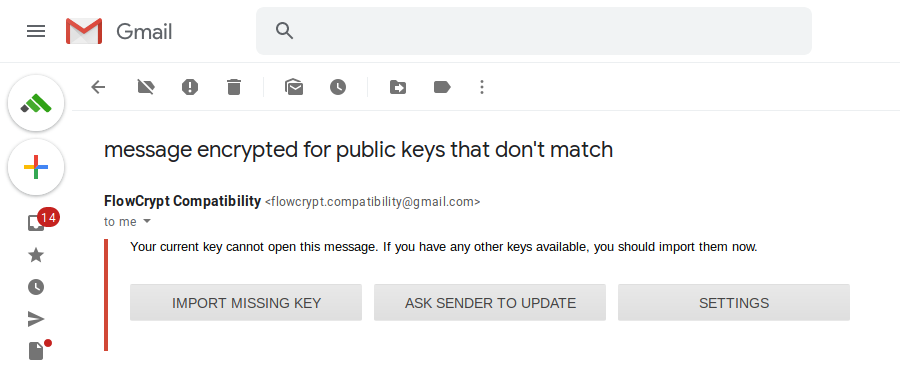 Gmail
message encrypted for public keys that don't match
FlowCrypt Compatibility <flowcrypt.compatibility@gmail.com>
to me
14
Your current key cannot open this message. If you have any other keys available, you should import them now.
IMPORT MISSING KEY
ASK SENDER TO UPDATE
SETTINGS